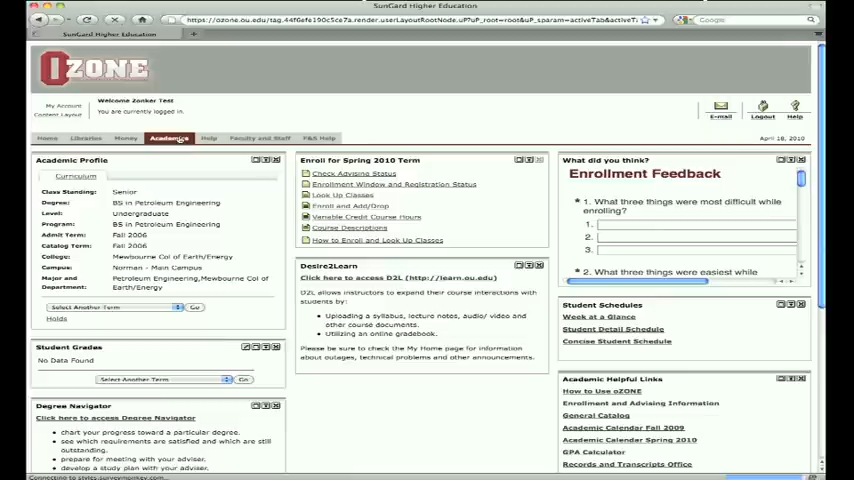 SunGard Higher Education
https://ozone.ou.edu/tag.44f6efe190c5ce7a.render.userLayoutRootNode.uP?uP_root=root&uP_sparam=activeTab&activeT
Google
SunGard Higher Education
OZONE
My Account
Content Layout
Welcome Zonker Test
You are currently logged in.
E-mail
Logout
Help
Home
Libraries
Money
Academics
Help
Faculty and Staff
F&S Help
April 18, 2010
Academic Profile
Curriculum
Class Standing: Senior
Degree: BS in Petroleum Engineering
Level: Undergraduate
Program: BS in Petroleum Engineering
Admit Term: Fall 2006
Catalog Term: Fall 2006
College: Mewbourne Col of Earth/Energy
Campus: Norman - Main Campus
Major and Petroleum Engineering,Mewbourne Col of
Department: Earth/Energy
Select Another Term
Go
Holds
Student Grades
No Data Found
Select Another Term
Go
Degree Navigator
Click here to access Degree Navigator
chart your progress toward a particular degree.
see which requirements are satisfied and which are still
outstanding.
prepare for meeting with your adviser.
develop a study plan with your adviser.
Enroll for Spring 2010 Term
Check Advising Status
Enrollment Window and Registration Status
Look Up Classes
Enroll and Add/Drop
Variable Credit Course Hours
Course Descriptions
How to Enroll and Look Up Classes
Desire2Learn
Click here to access D2L (http://learn.ou.edu)
D2L allows instructors to expand their course interactions with
students by:
Uploading a syllabus, lecture notes, audio/ video and
other course documents.
Utilizing an online gradebook.
Please be sure to check the My Home page for information
about outages, technical problems and other announcements.
What did you think?
Enrollment Feedback
* 1. What three things were most difficult while
enrolling?
1.
2.
3.
* 2. What three things were easiest while
Student Schedules
Week at a Glance
Student Detail Schedule
Concise Student Schedule
Academic Helpful Links
How to Use oZONE
Enrollment and Advising Information
General Catalog
Academic Calendar Fall 2009
Academic Calendar Spring 2010
GPA Calculator
Records and Transcripts Office
Connecting to styles.surveymonkey.com...